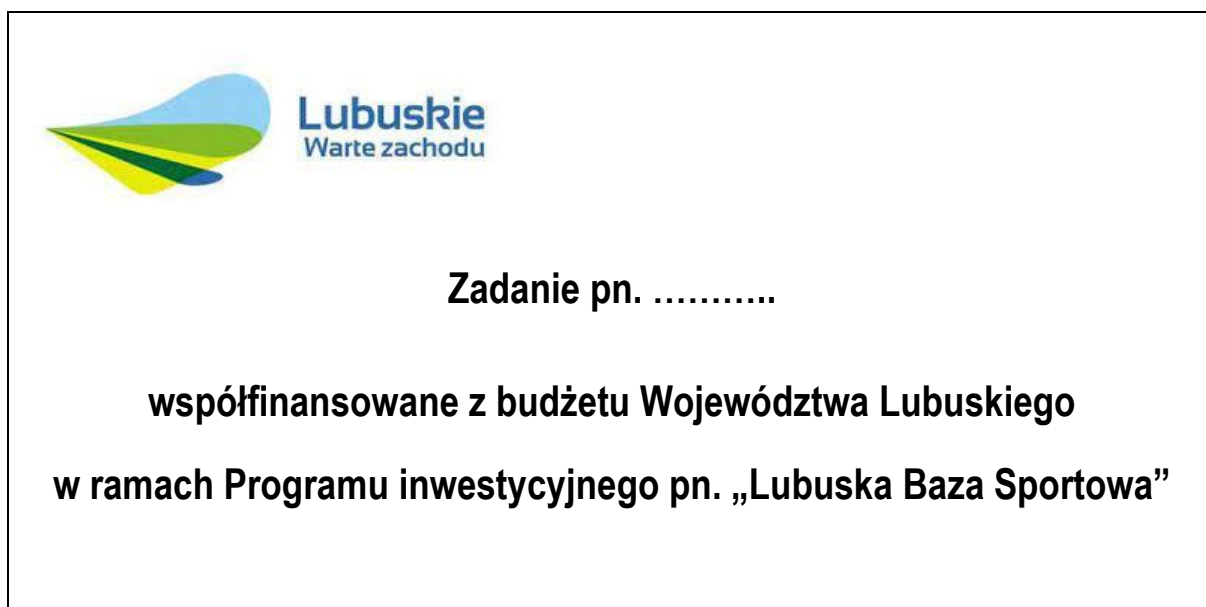 Lubuskie
Warte zachodu
Zadanie pn. ………..
współfinansowane z budżetu Województwa Lubuskiego
w ramach Programu inwestycyjnego pn. „Lubuska Baza Sportowa”